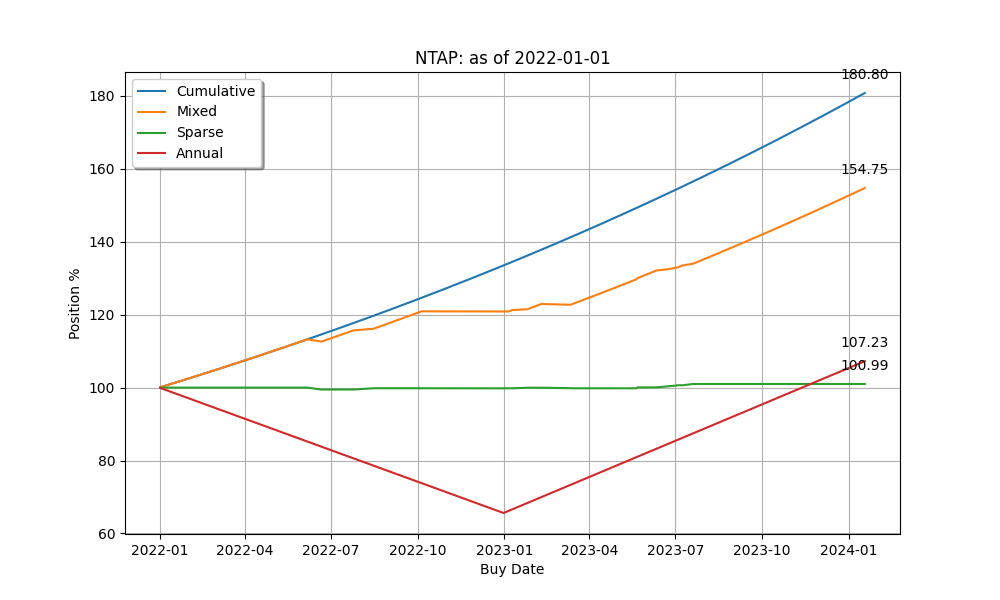 NTAP: as of 2022-01-01
180.80
180
Cumulative
Mixed
Sparse
Annual
160
154.75
140
120
107.23
100.99
100
80
60
Position %
2022-01 2022-04 2022-07 2022-10 2023-01 2023-04 2023-07 2023-10 2024-01
Buy Date